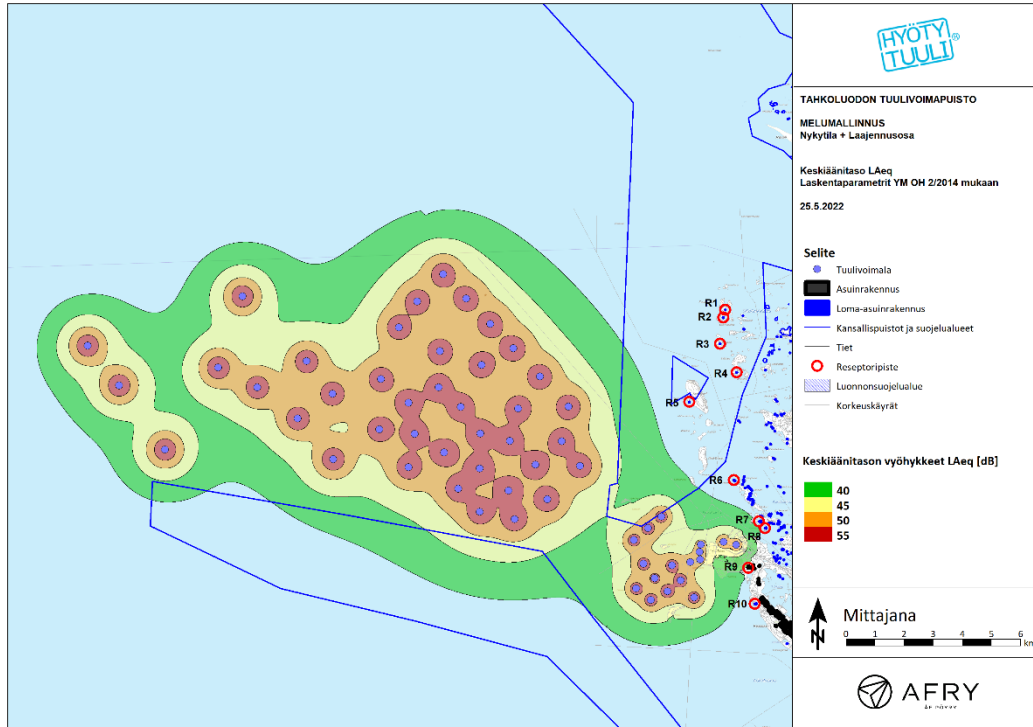 HYÖTY
TUULI®
TAHKOLUODON TUULIVOIMAPUISTO
MELUMALLINNUS
Nykytila + Laajennusosa
Keskiäänitaso LAeq
Laskentaparametrit YM OH 2/2014 mukaan
25.5.2022
Selite
Tuulivoimala
Asuinrakennus
Loma-asuinrakennus
Kansallispuistot ja suojelualueet
Tiet
Reseptoripiste
Luonnonsuojelualue
Korkeuskäyrät
Keskiäänitason vyöhykkeet LAeq [dB]
40
45
50
55
R1
R2
R3
R4
R5
R6
R7
R8
R9
R10
N
Mittajana
0 1 2 3 4 5 6
km
AFRY
ÅF PÖYRY